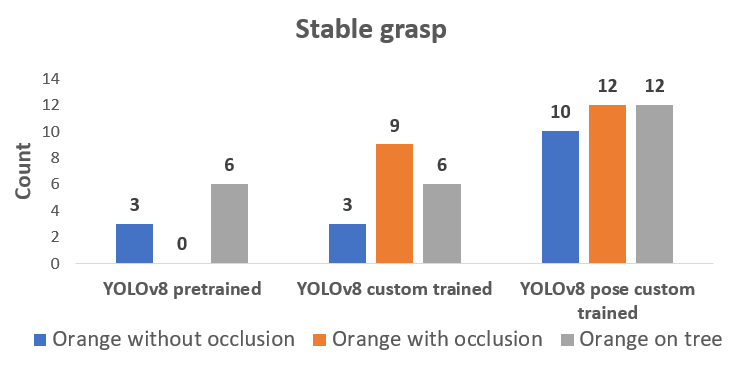 Stable grasp
Count
14
12
10
8
6
4
2
0
3
0
6
3
9
6
10
12
12
YOLOv8 pretrained
YOLOv8 custom trained
YOLOv8 pose custom
trained
Orange without occlusion
Orange with occlusion
Orange on tree